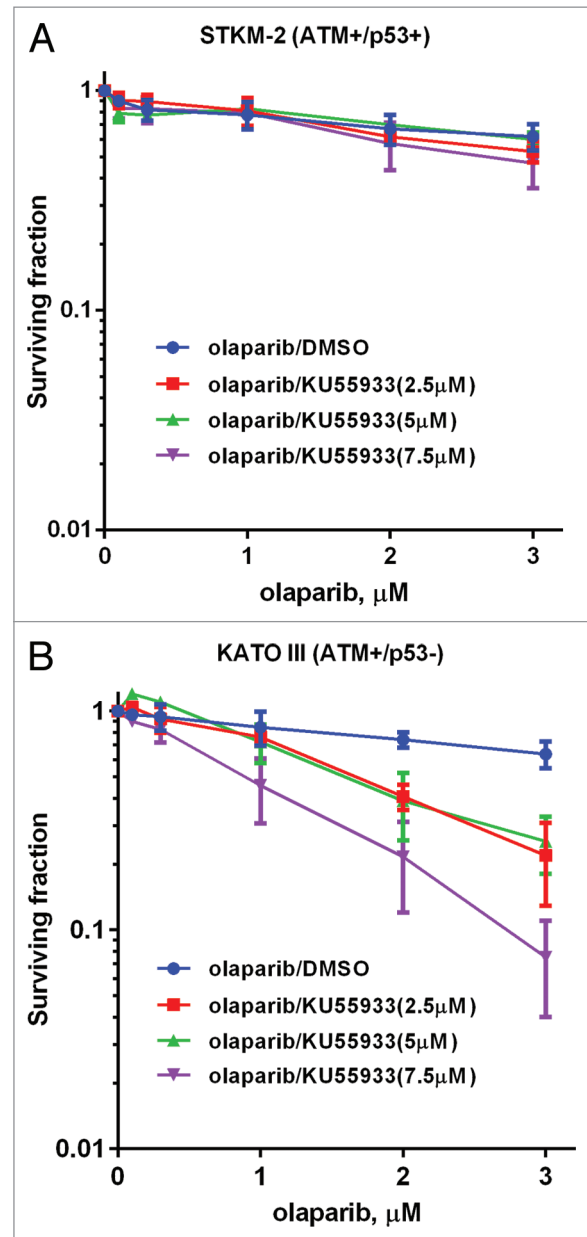 A
STKM-2 (ATM+/p53+)
1
0.1
0.01
Surviving fraction
olaparib/DMSO
olaparib/KU55933(2.5μM)
olaparib/KU55933(5μM)
olaparib/KU55933(7.5μM)
0 1 2 3
olaparib, μM
B
KATO III (ATM+/p53-)
1
0.1
0.01
Surviving fraction
olaparib/DMSO
olaparib/KU55933(2.5μM)
olaparib/KU55933(5μM)
olaparib/KU55933(7.5μM)
0 1 2 3
olaparib, μM